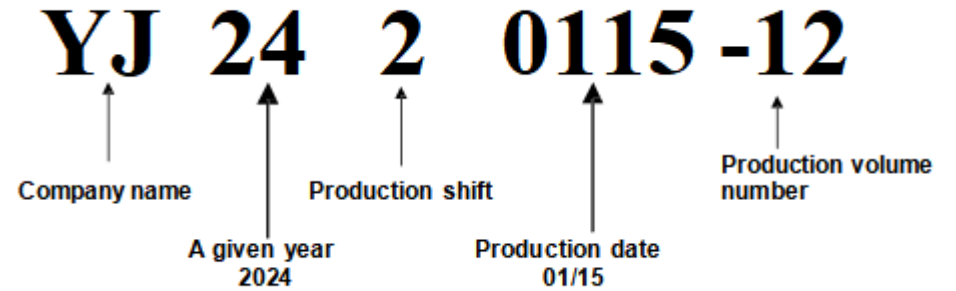 YJ 24 2 0115 -12
Company name
Production shift
Production volume
number
A given year
2024
Production date
01/15